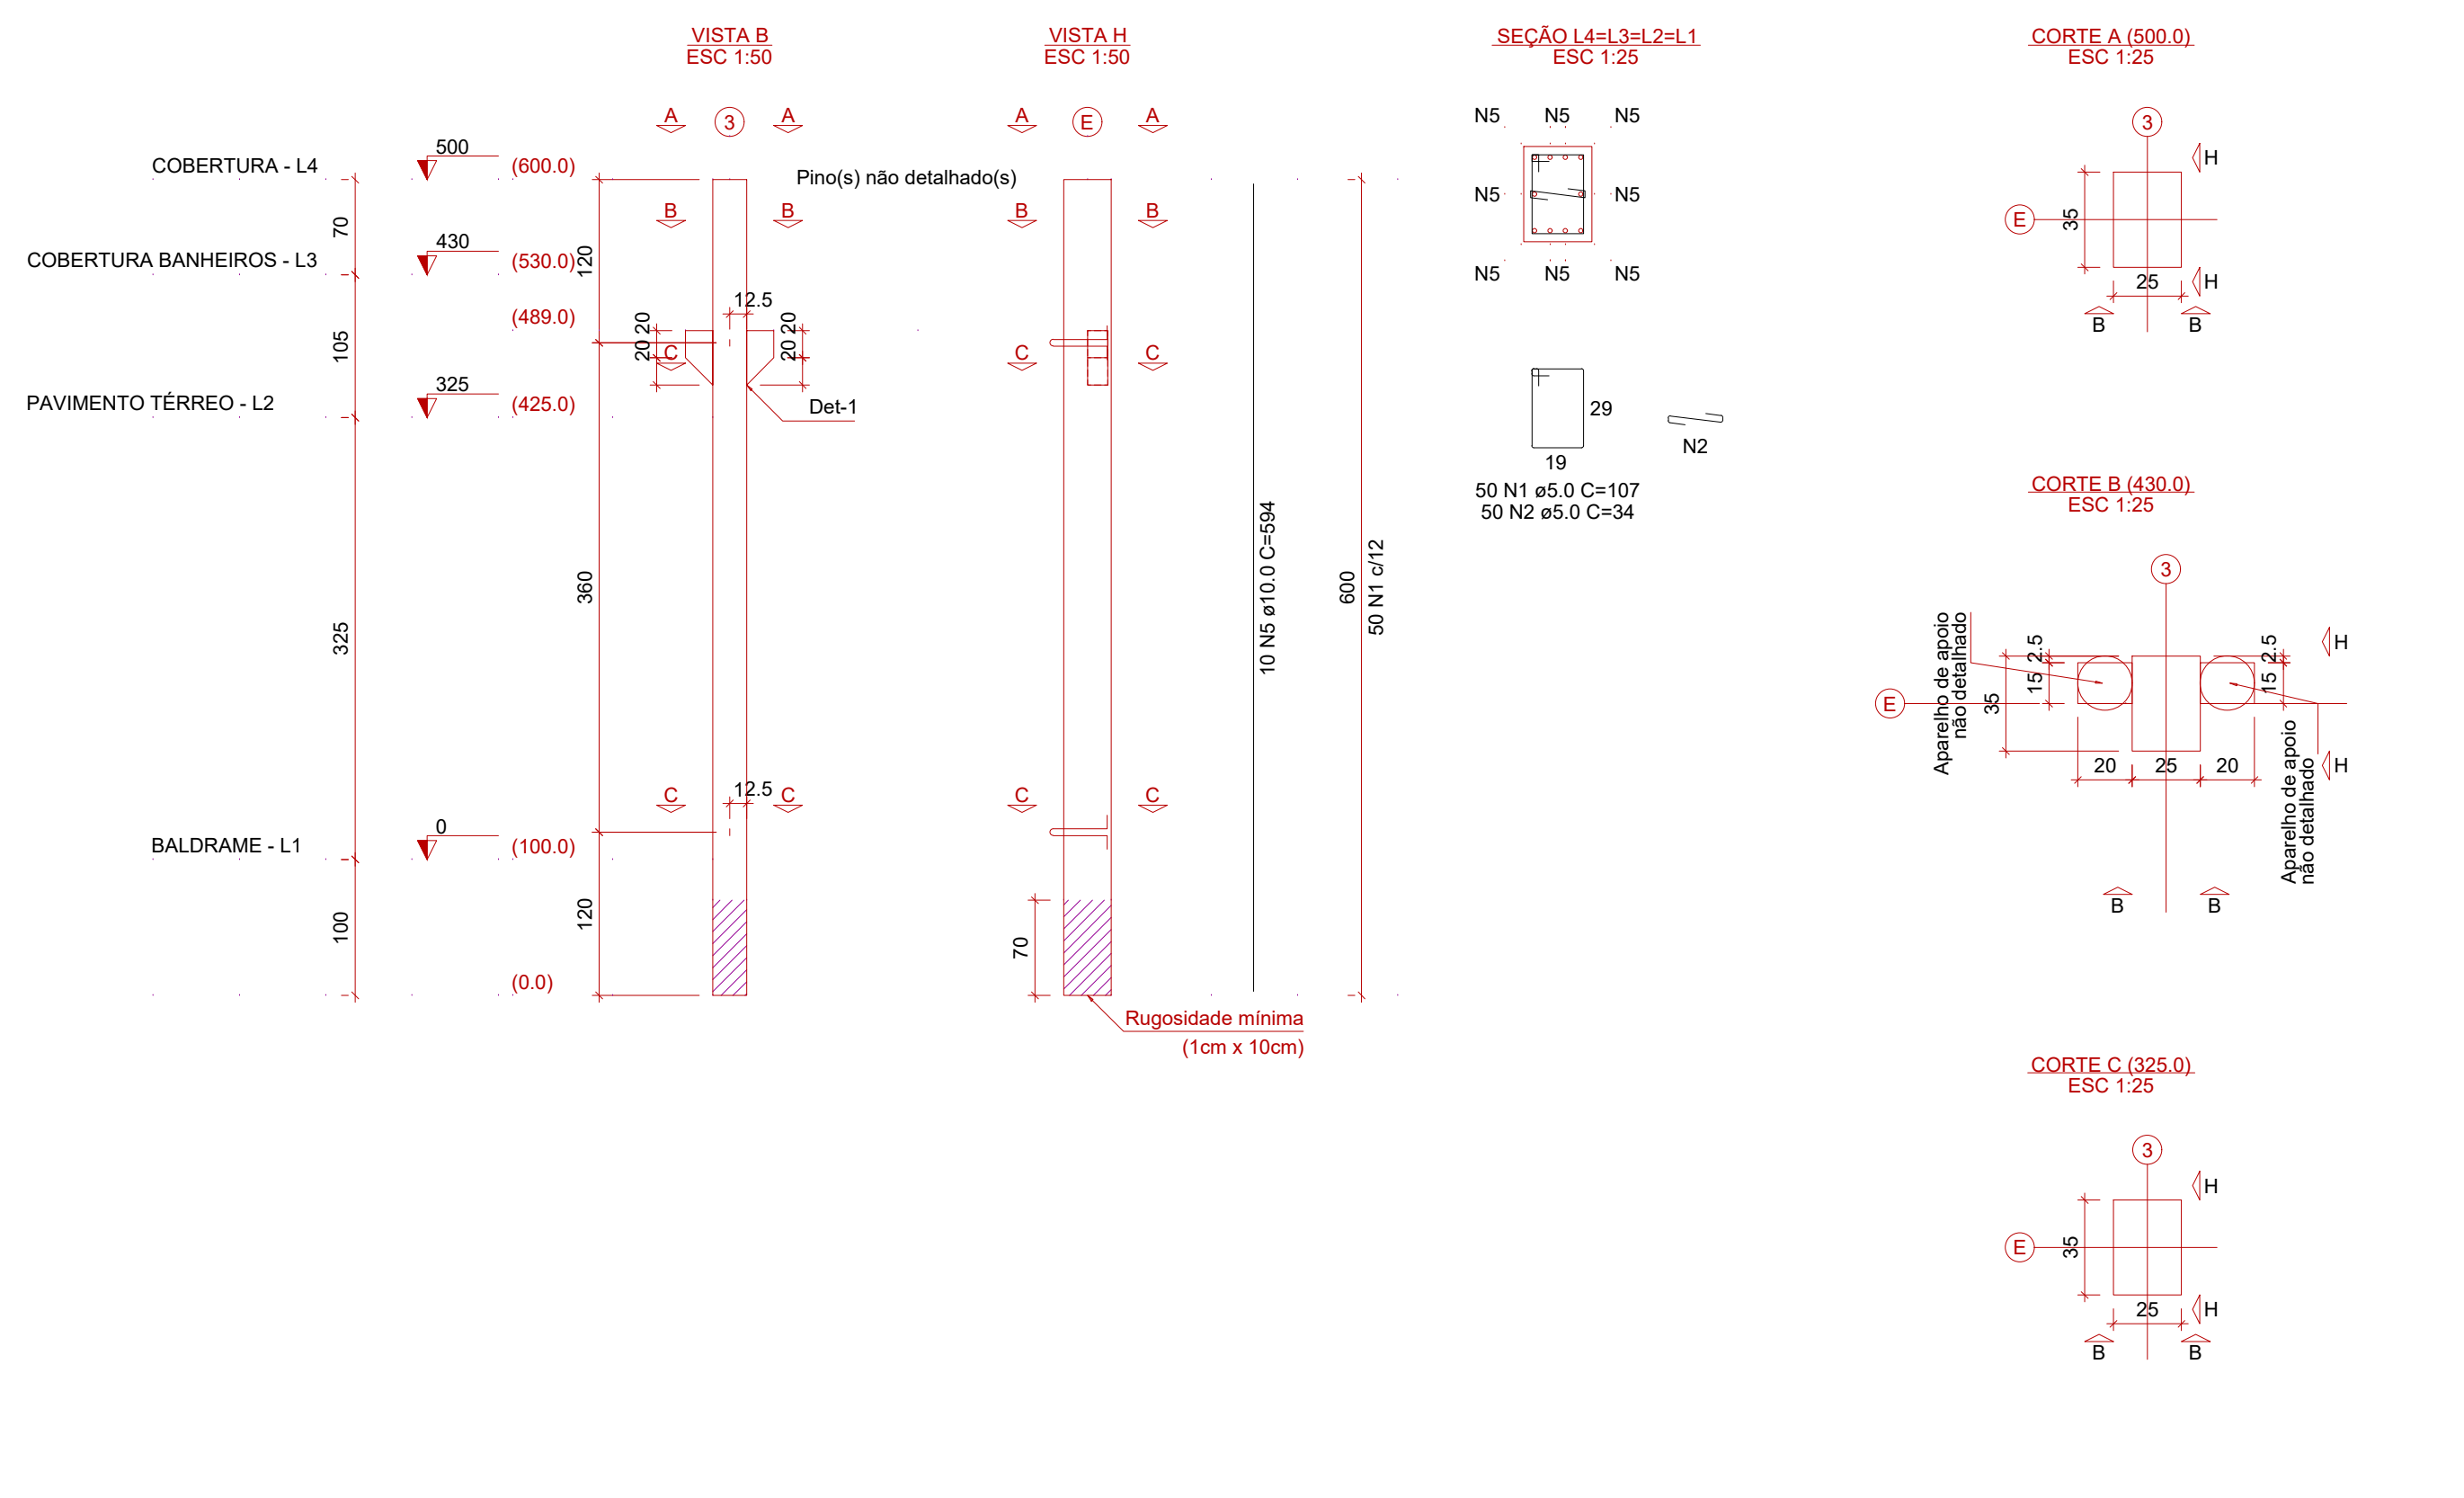 VISTA B
ESC 1:50
VISTA H
ESC 1:50
SEÇÃO L4=L3=L2=L1
ESC 1:25
CORTE A (500.0)
ESC 1:25
A
3
A
A
E
A
COBERTURA - L4
500
(600.0)
Pino(s) não detalhado(s)
B
B
B
B
70
COBERTURA BANHEIROS - L3
430
(530.0)
120
(489.0)
12.5
20
20
20
20
105
C
C
C
C
PAVIMENTO TÉRREO - L2
325
(425.0)
Det-1
360
325
10 N5 ø10.0 C=594
600
50 N1 c/12
12.5
C
C
C
C
BALDRAME - L1
0
(100.0)
120
100
70
(0.0)
Rugosidade mínima
(1cm x 10cm)
N5
N5
N5
N5
N5
N5
N5
N5
29
19
N2
50 N1 ø5.0 C=107
50 N2 ø5.0 C=34
3
H
E
35
25
H
B
B
CORTE B (430.0)
ESC 1:25
3
Aparelho de apoio
não detalhado
2.5
15
35
2.5
15
H
E
20
25
20
H
Aparelho de apoio
não detalhado
B
B
CORTE C (325.0)
ESC 1:25
3
H
E
35
25
H
B
B